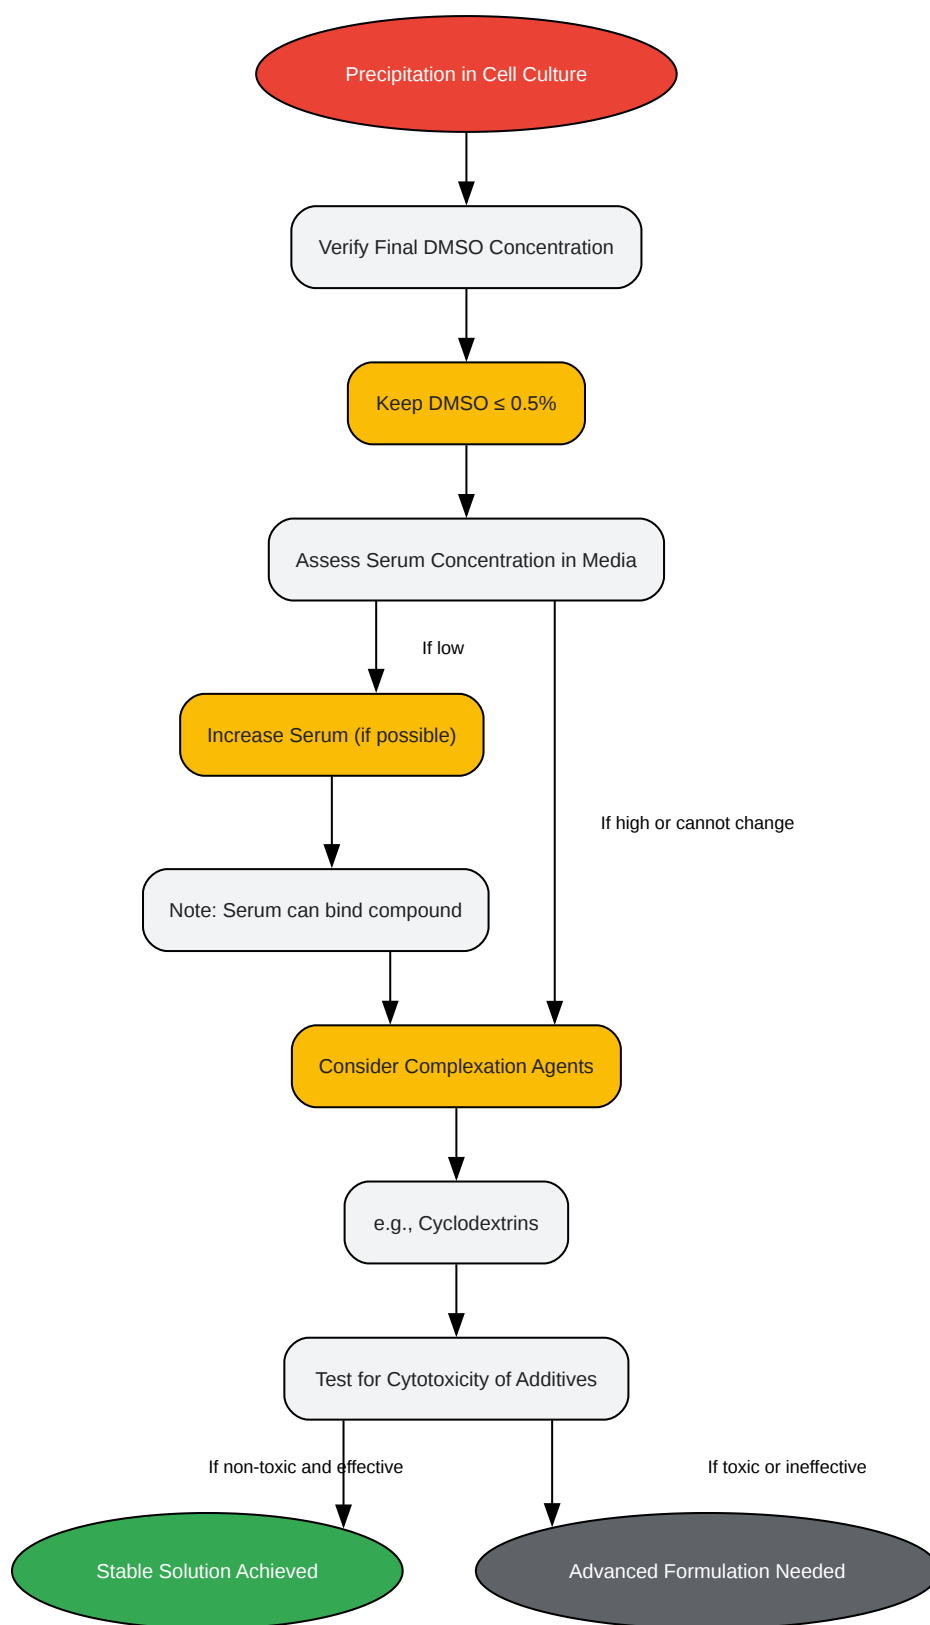 Precipitation in Cell Culture
Verify Final DMSO Concentration
Keep DMSO ≤ 0.5%
Assess Serum Concentration in Media
If low
Increase Serum (if possible)
If high or cannot change
Note: Serum can bind compound
Consider Complexation Agents
e.g., Cyclodextrins
Test for Cytotoxicity of Additives
If non-toxic and effective
If toxic or ineffective
Stable Solution Achieved
Advanced Formulation Needed